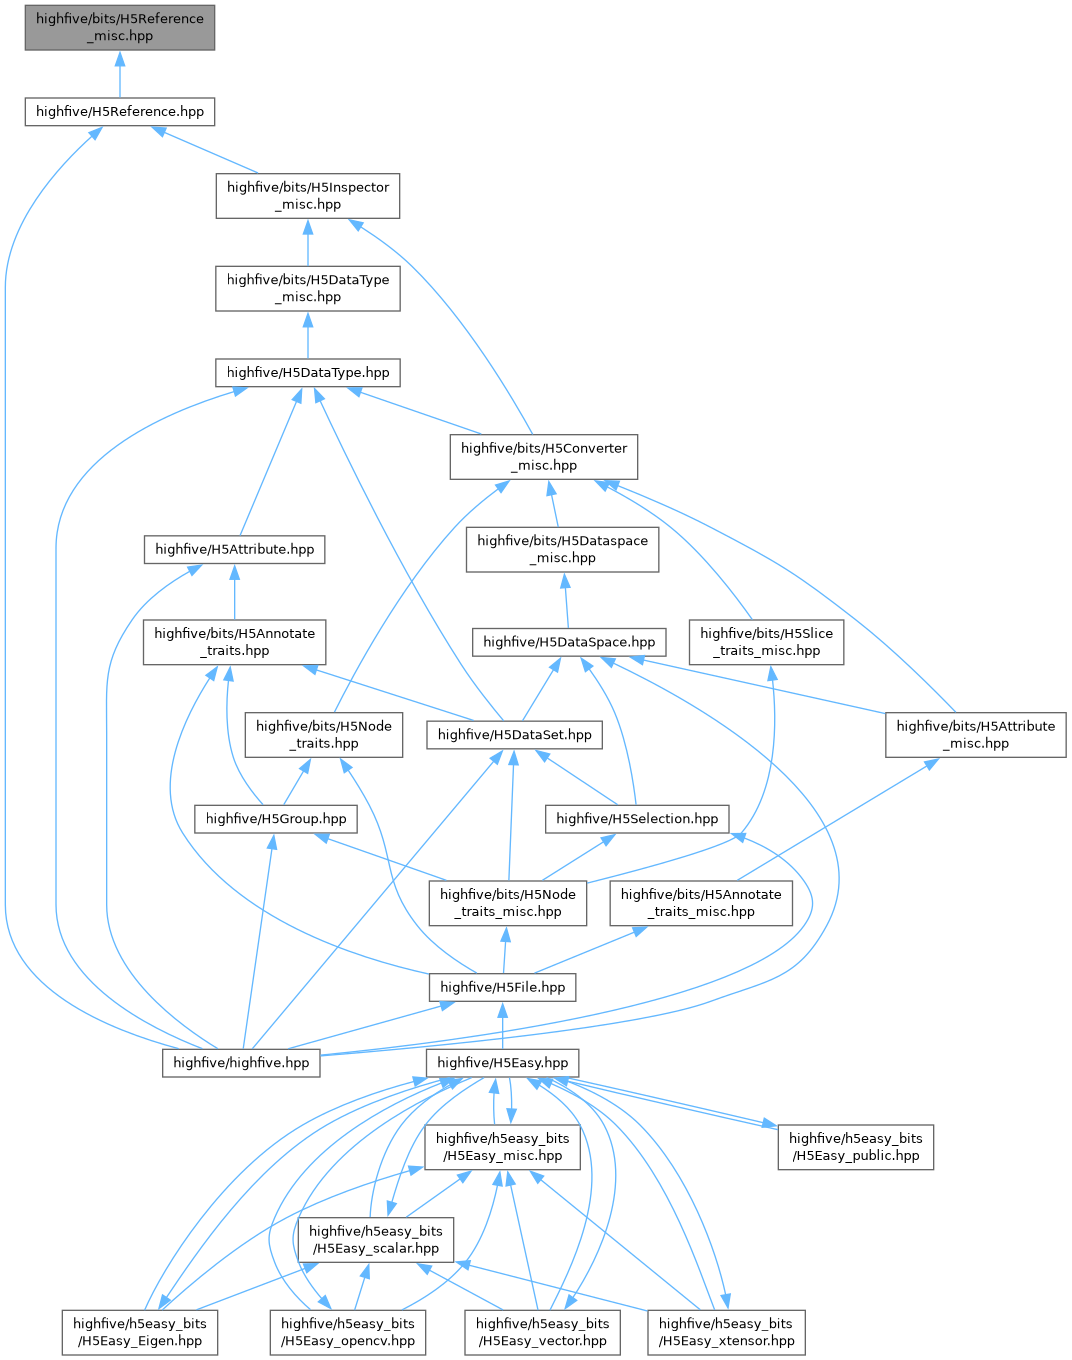 highfive/bits/H5Reference
_misc.hpp
highfive/H5Reference.hpp
highfive/bits/H5Inspector
_misc.hpp
highfive/bits/H5DataType
_misc.hpp
highfive/H5DataType.hpp
highfive/bits/H5Converter
_misc.hpp
highfive/H5Attribute.hpp
highfive/bits/H5Dataspace
_misc.hpp
highfive/bits/H5Annotate
_traits.hpp
highfive/H5DataSpace.hpp
highfive/bits/H5Slice
_traits_misc.hpp
highfive/bits/H5Node
_traits.hpp
highfive/H5DataSet.hpp
highfive/bits/H5Attribute
_misc.hpp
highfive/H5Group.hpp
highfive/H5Selection.hpp
highfive/bits/H5Node
_traits_misc.hpp
highfive/bits/H5Annotate
_traits_misc.hpp
highfive/H5File.hpp
highfive/highfive.hpp
highfive/H5Easy.hpp
highfive/h5easy_bits
/H5Easy_misc.hpp
highfive/h5easy_bits
/H5Easy_public.hpp
highfive/h5easy_bits
/H5Easy_scalar.hpp
highfive/h5easy_bits
/H5Easy_Eigen.hpp
highfive/h5easy_bits
/H5Easy_opencv.hpp
highfive/h5easy_bits
/H5Easy_vector.hpp
highfive/h5easy_bits
/H5Easy_xtensor.hpp